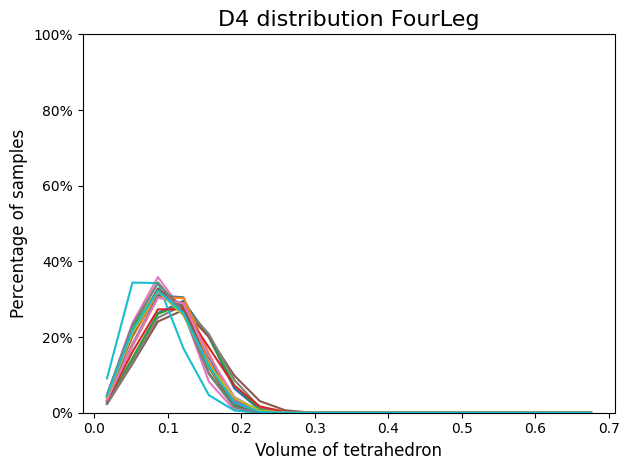 D4 distribution FourLeg
100%
80%
60%
40%
20%
0%
Percentage of samples
0.0 0.1 0.2 0.3 0.4 0.5 0.6 0.7
Volume of tetrahedron